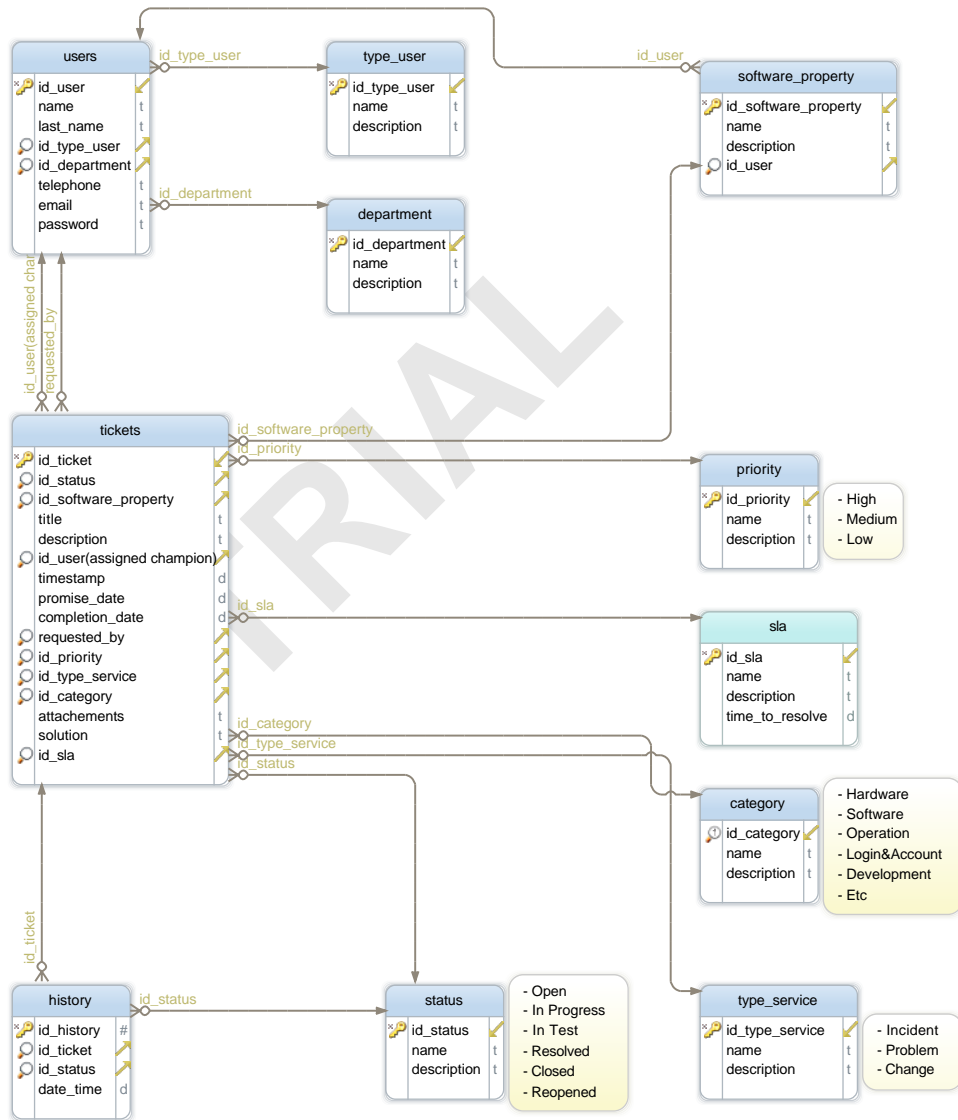 users
id_user
name
last_name
id_type_user
id_department
telephone
email
password
t
t
t
t
t
id_type_user
type_user
id_type_user
name
description
t
t
id_user
software_property
id_software_property
name
description
id_user
t
t
id_department
department
id_department
name
description
t
t
id_user(assigned cha
requested_by
TRIAL
tickets
id_ticket
id_status
id_software_property
title
description
id_user(assigned champion)
timestamp
promise_date
completion_date
requested_by
id_priority
id_type_service
id_category
attachements
solution
id_sla
t
t
d
d
d
t
t
id_software_property
id_priority
priority
id_priority
name
description
t
t
- High
- Medium
- Low
id_sla
sla
id_sla
name
description
time_to_resolve
t
t
d
id_category
id_type_service
id_status
category
id_category
name
description
t
t
- Hardware
- Software
- Operation
- Login&Account
- Development
- Etc
id_ticket
history
id_history
id_ticket
id_status
date_time
#
d
id_status
status
id_status
name
description
t
t
- Open
- In Progress
- In Test
- Resolved
- Closed
- Reopened
type_service
id_type_service
name
description
t
t
- Incident
- Problem
- Change